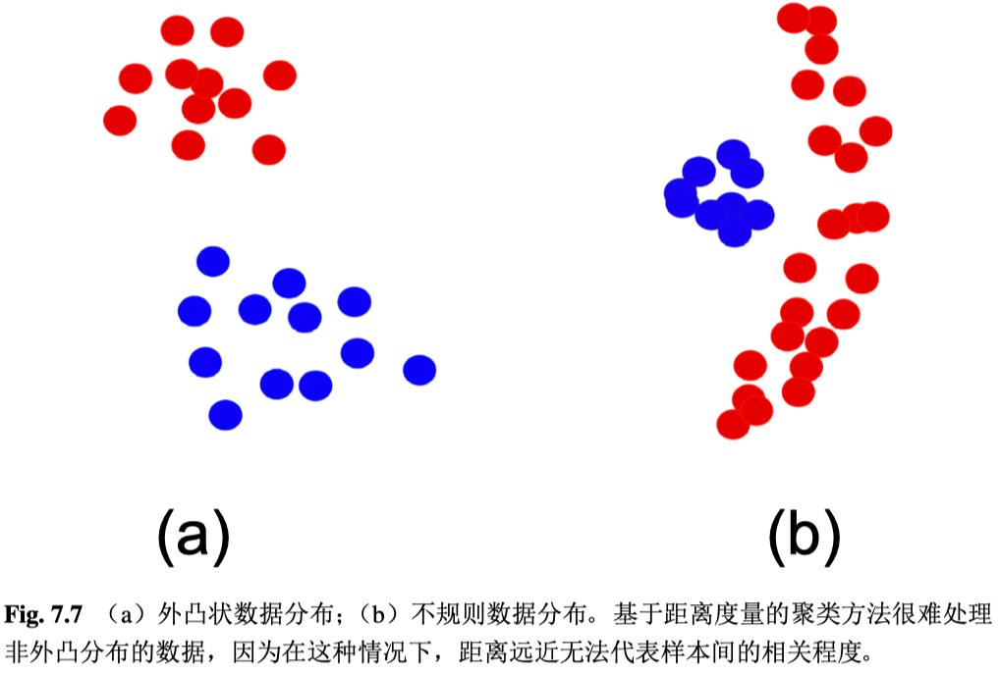 (a)
(b)
Fig. 7.7 （a）外凸状数据分布；（b）不规则数据分布。基于距离度量的聚类方法很难处理
非外凸分布的数据，因为在这种情况下，距离远近无法代表样本间的相关程度。